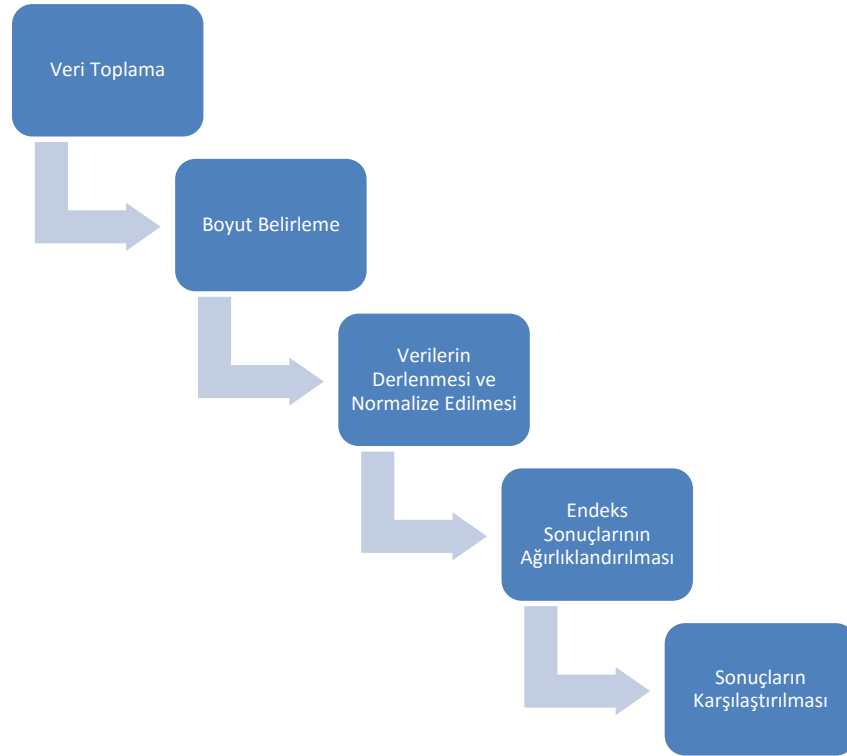 Veri Toplama
Boyut Belirleme
Verilerin
Derlenmesi ve
Normalize Edilmesi
Endeks
Sonuçlarının
Ağırlıklandırılması
Sonuçların
Karşılaştırılması